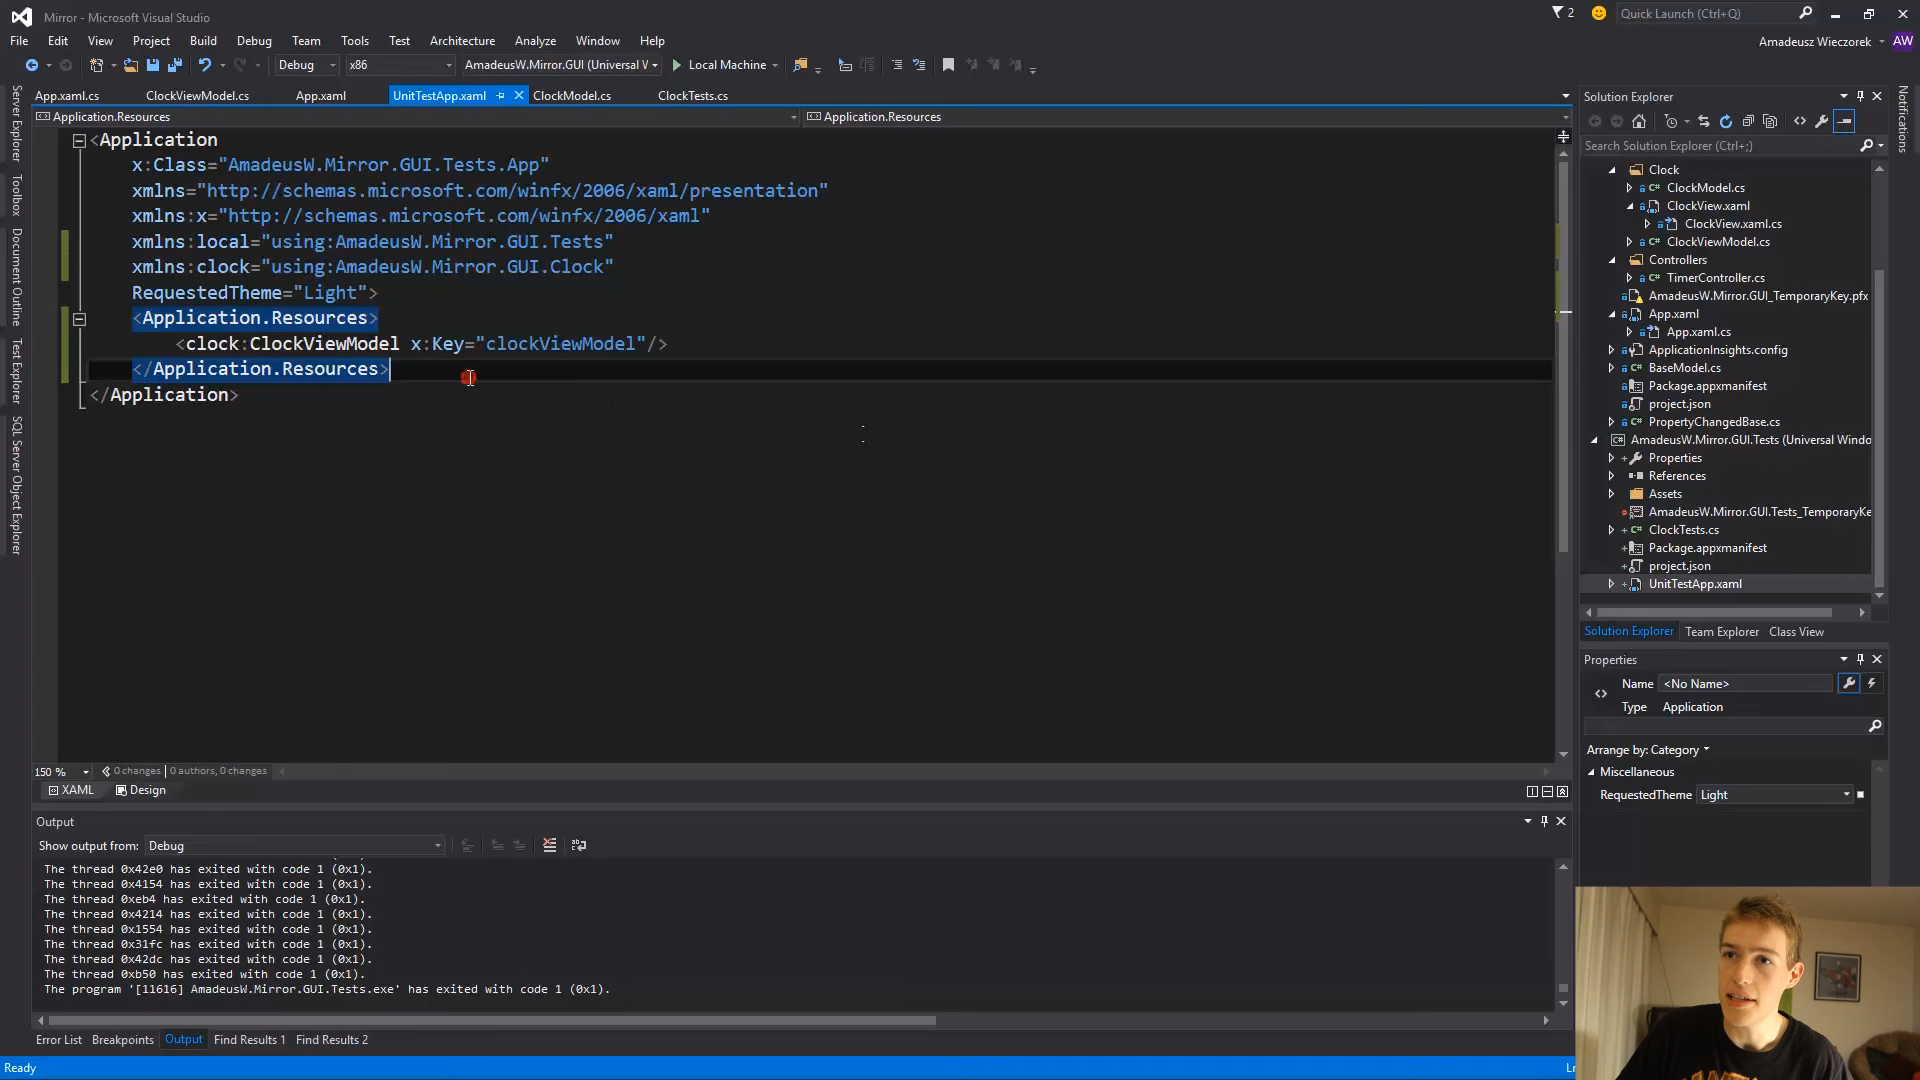 Mirror - Microsoft Visual Studio
2
Quick Launch (Ctrl+Q)
File Edit View Project Build Debug Team Tools Test Architecture Analyze Window Help
Amadeusz Wieczorek AW
Debug x86 AmadeusW.Mirror.GUI (Universal V Local Machine
App.xaml.cs ClockViewModel.cs App.xaml UnitTestApp.xaml ClockModel.cs ClockTests.cs
Application.Resources Application.Resources
<Application
x:Class="AmadeusW.Mirror.GUI.Tests.App"
xmlns="http://schemas.microsoft.com/winfx/2006/xaml/presentation"
xmlns:x="http://schemas.microsoft.com/winfx/2006/xaml"
xmlns:local="using:AmadeusW.Mirror.GUI.Tests"
xmlns:clock="using:AmadeusW.Mirror.GUI.Clock"
RequestedTheme="Light">
<Application.Resources>
<clock:ClockViewModel x:Key="clockViewModel"/>
</Application.Resources>
</Application>
150 % 0 changes | 0 authors, 0 changes
XAML Design
Server Explorer
Toolbox
Document Outline
Test Explorer
SQL Server Object Explorer
Notifications
Solution Explorer
Search Solution Explorer (Ctrl+;)
Clock
ClockModel.cs
ClockView.xaml
ClockView.xaml.cs
ClockViewModel.cs
Controllers
TimerController.cs
AmadeusW.Mirror.GUI_TemporaryKey.pfx
App.xaml
App.xaml.cs
ApplicationInsights.config
BaseModel.cs
Package.appxmanifest
project.json
PropertyChangedBase.cs
AmadeusW.Mirror.GUI.Tests (Universal Windo
Properties
References
Assets
AmadeusW.Mirror.GUI.Tests_TemporaryKe
ClockTests.cs
Package.appxmanifest
project.json
UnitTestApp.xaml
Solution Explorer Team Explorer Class View
Properties
Name <No Name>
Type Application
Arrange by: Category
Miscellaneous
RequestedTheme Light
Output
Show output from: Debug
The thread 0x42e0 has exited with code 1 (0x1).
The thread 0x4154 has exited with code 1 (0x1).
The thread 0xeb4 has exited with code 1 (0x1).
The thread 0x4214 has exited with code 1 (0x1).
The thread 0x1554 has exited with code 1 (0x1).
The thread 0x31fc has exited with code 1 (0x1).
The thread 0x42dc has exited with code 1 (0x1).
The thread 0xb50 has exited with code 1 (0x1).
The program '[11616] AmadeusW.Mirror.GUI.Tests.exe' has exited with code 1 (0x1).
Error List Breakpoints Output Find Results 1 Find Results 2
Ready